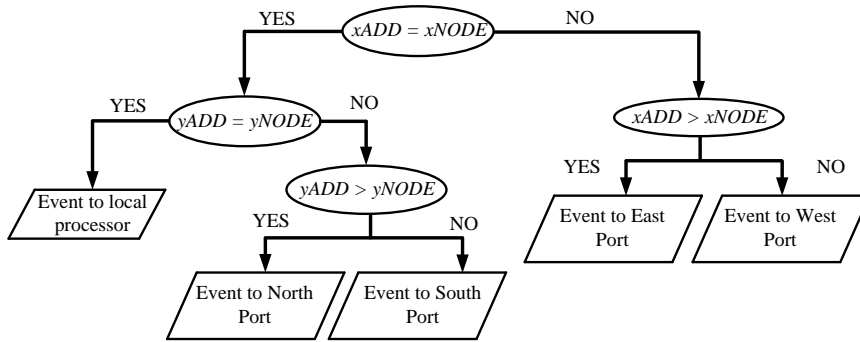 xADD = xNODE
YES
NO
yADD = yNODE
YES
NO
xADD > xNODE
YES
NO
Event to local
processor
yADD > yNODE
YES
NO
Event to East
Port
Event to West
Port
Event to North
Port
Event to South
Port